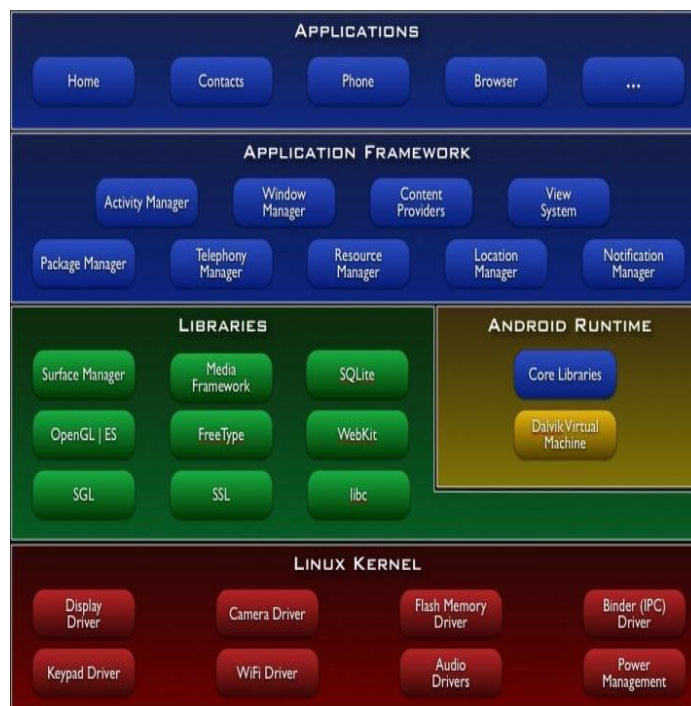 APPLICATIONS
Home
Contacts
Phone
Browser
...
APPLICATION FRAMEWORK
Activity Manager
Window
Manager
Content
Providers
View
System
Package Manager
Telephony
Manager
Resource
Manager
Location
Manager
Notification
Manager
LIBRARIES
Surface Manager
Media
Framework
SQLite
OpenGL | ES
FreeType
WebKit
SGL
SSL
libc
ANDROID RUNTIME
Core Libraries
Dalvik Virtual
Machine
LINUX KERNEL
Display
Driver
Camera Driver
Flash Memory
Driver
Binder (IPC)
Driver
Keypad Driver
WiFi Driver
Audio
Drivers
Power
Management